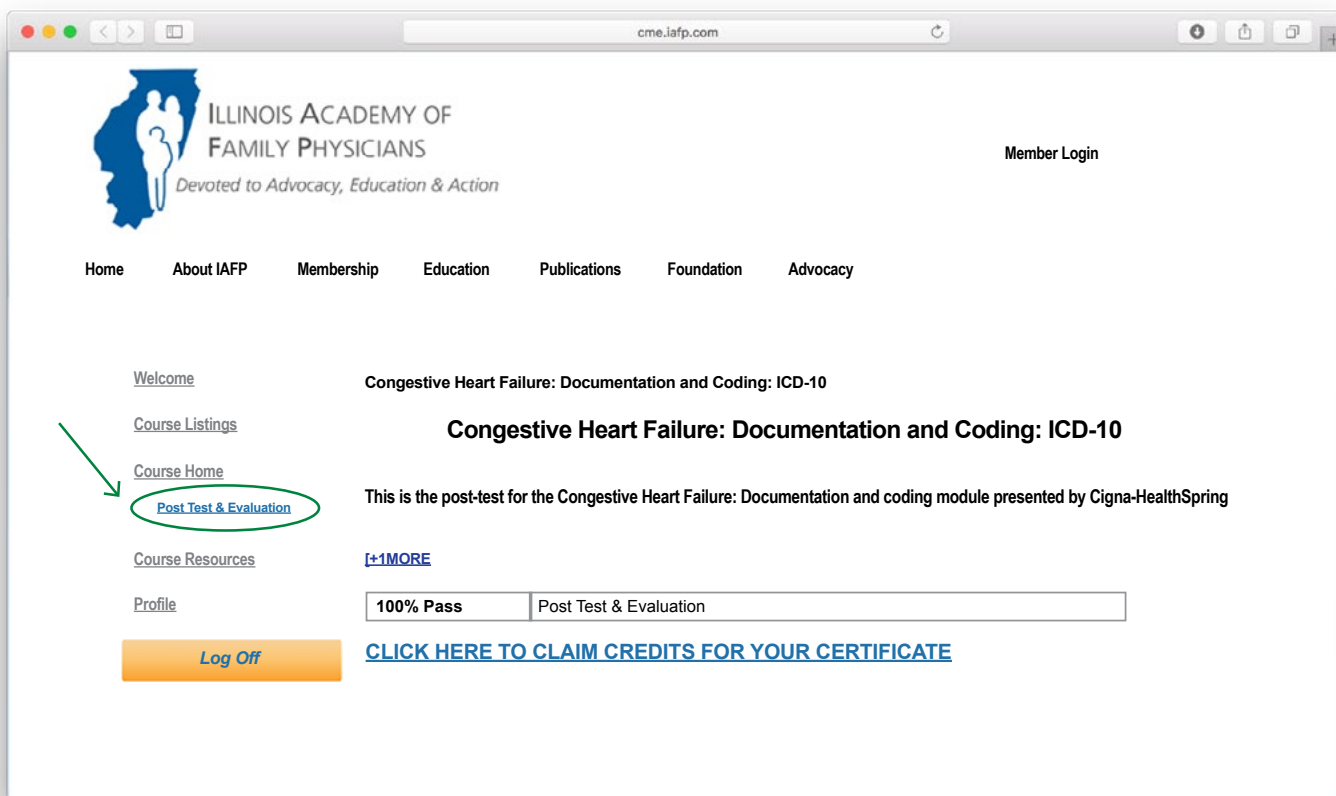 cme.iafp.com
ILLINOIS ACADEMY OF
FAMILY PHYSICIANS
Devoted to Advocacy, Education & Action
Member Login
Home About IAFP Membership Education Publications Foundation Advocacy
Welcome
Course Listings
Course Home
Post Test & Evaluation
Course Resources
Profile
Log Off
Congestive Heart Failure: Documentation and Coding: ICD-10
Congestive Heart Failure: Documentation and Coding: ICD-10
This is the post-test for the Congestive Heart Failure: Documentation and coding module presented by Cigna-HealthSpring
[+1MORE
100% Pass Post Test & Evaluation
CLICK HERE TO CLAIM CREDITS FOR YOUR CERTIFICATE